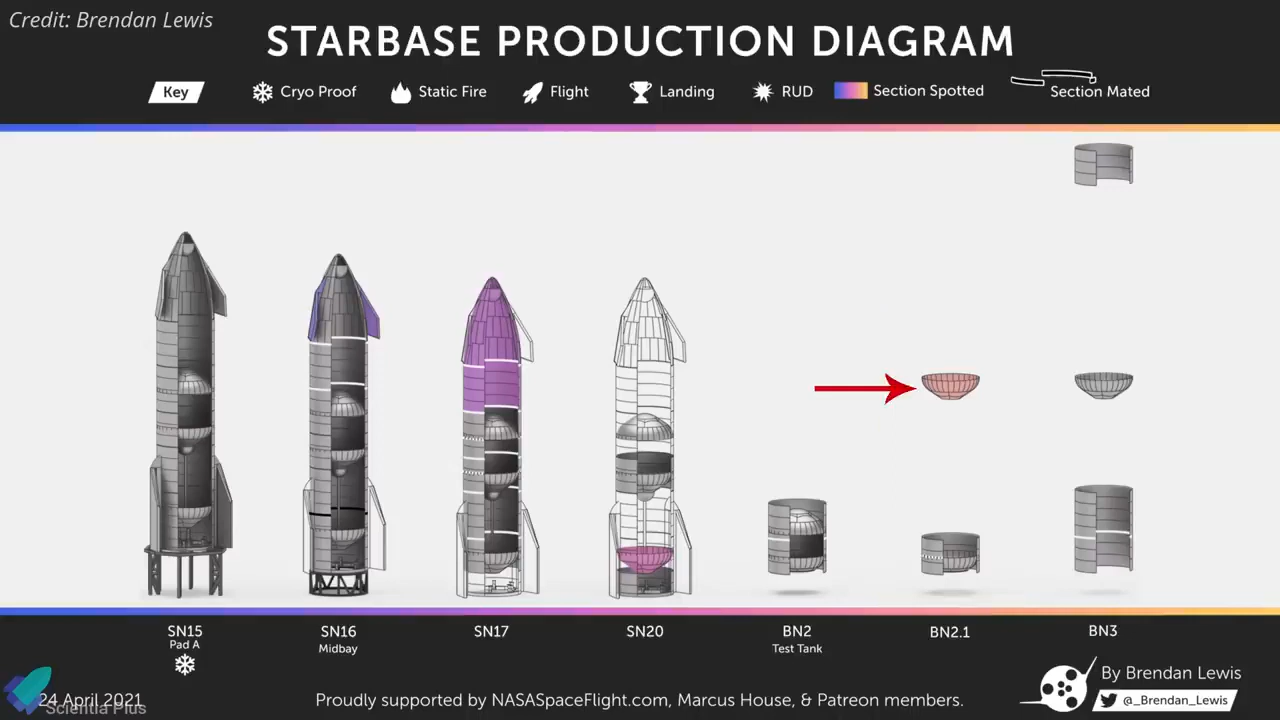 Credit: Brendan Lewis
STARBASE PRODUCTION DIAGRAM
Key Cryo Proof Static Fire Flight Landing RUD Section Spotted Section Mated
SN15 SN16 SN17 SN20 BN2 BN2.1 BN3
Pad A Midbay Test Tank
24 April 2021
Scientia Plus
Proudly supported by NASASpaceFlight.com, Marcus House, & Patreon members.
By Brendan Lewis
@_Brendan_Lewis